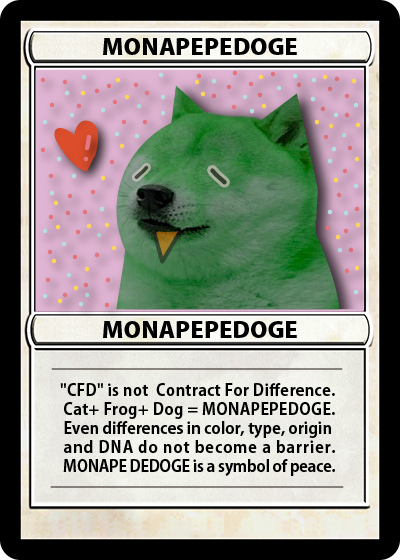 MONAPEPEDOGE
MONAPEPEDOGE
"CFD" is not Contract For Difference.
Cat+ Frog+ Dog = MONAPEPEDOGE.
Even differences in color, type, origin
and DNA do not become a barrier.
MONAPE DEDOGE is a symbol of peace.